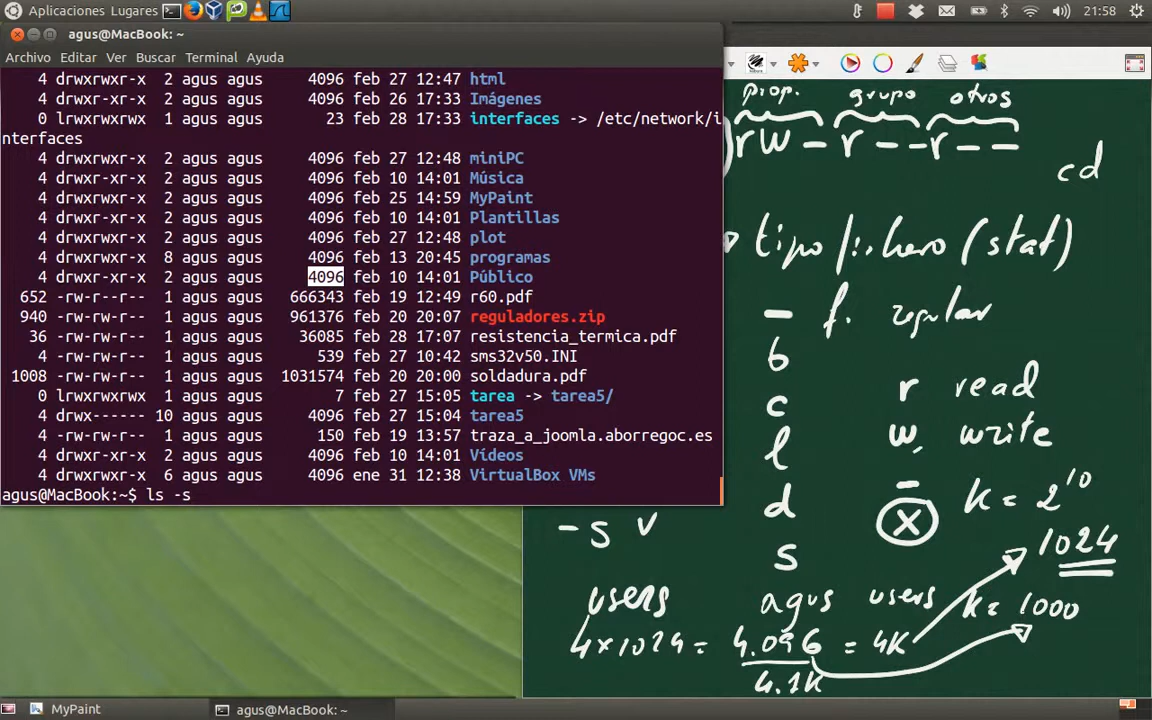 Aplicaciones Lugares 21:58
agus@MacBook: ~
Archivo Editar Ver Buscar Terminal Ayuda
4 drwxrwxr-x 2 agus agus 4096 feb 27 12:47 html
4 drwxr-xr-x 2 agus agus 4096 feb 26 17:33 Imágenes
0 lrwxrwxrwx 1 agus agus 23 feb 28 17:33 interfaces -> /etc/network/i
nterfaces
4 drwxrwxr-x 2 agus agus 4096 feb 27 12:48 miniPC
4 drwxr-xr-x 2 agus agus 4096 feb 10 14:01 Música
4 drwxrwxr-x 2 agus agus 4096 feb 25 14:59 MyPaint
4 drwxr-xr-x 2 agus agus 4096 feb 10 14:01 Plantillas
4 drwxrwxr-x 2 agus agus 4096 feb 27 12:48 plot
4 drwxrwxr-x 8 agus agus 4096 feb 13 20:45 programas
4 drwxr-xr-x 2 agus agus 4096 feb 10 14:01 Público
652 -rw-r--r-- 1 agus agus 666343 feb 19 12:49 r60.pdf
940 -rw-rw-r-- 1 agus agus 961376 feb 20 20:07 reguladores.zip
36 -rw-rw-r-- 1 agus agus 36085 feb 28 17:07 resistencia_termica.pdf
4 -rw-rw-r-- 1 agus agus 539 feb 27 10:42 sms32v50.INI
1008 -rw-rw-r-- 1 agus agus 1031574 feb 20 20:00 soldadura.pdf
0 lrwxrwxrwx 1 agus agus 7 feb 27 15:05 tarea -> tarea5/
4 drwx------ 10 agus agus 4096 feb 27 15:04 tarea5
4 -rw-rw-r-- 1 agus agus 150 feb 19 13:57 traza_a_joomla.aborregoc.es
4 drwxr-xr-x 2 agus agus 4096 feb 10 14:01 Vídeos
4 drwxrwxr-x 6 agus agus 4096 ene 31 12:38 VirtualBox VMs
agus@MacBook:~$ ls -s
prop. grupo otros
rw-r--r--
cd
tipo fichero (stat)
- f. regular
b
c r read
l w write
-
d x k = 2^10
- s v 1024
s
users agus users k = 1000
4x1024 = 4.096 = 4K
4.1K
MyPaint agus@MacBook: ~